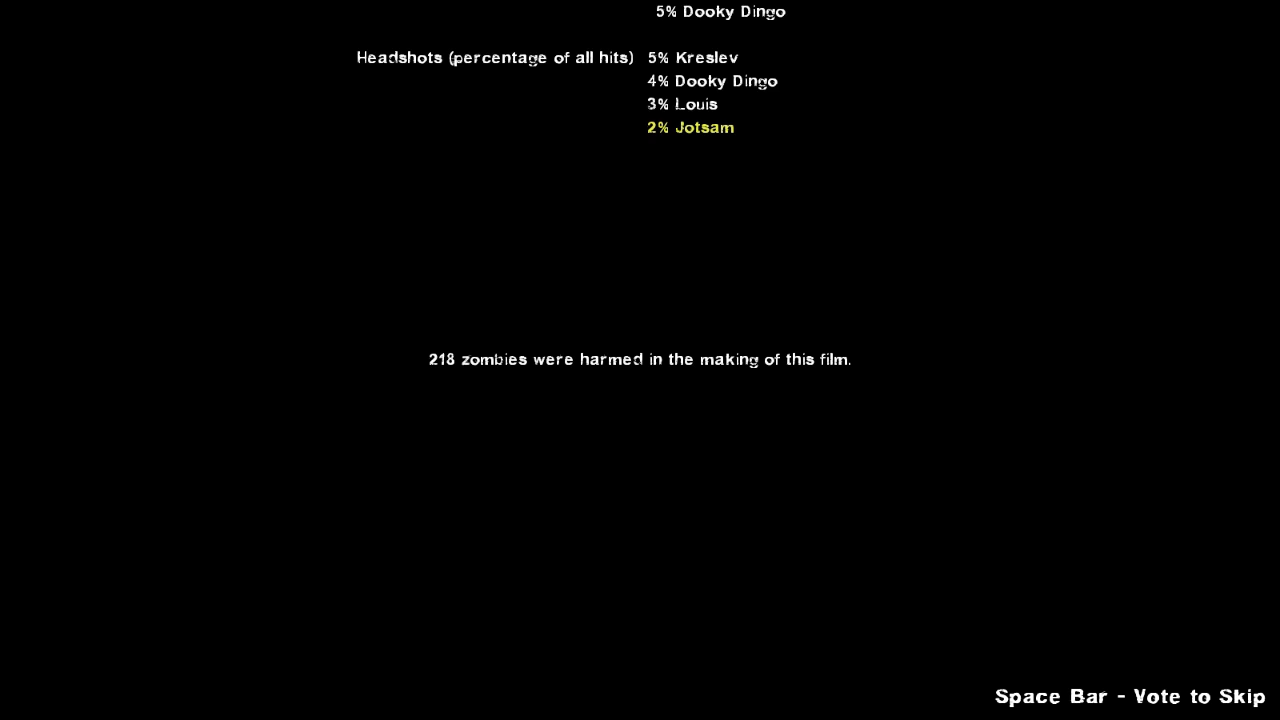 5% Dooky Dingo
Headshots (percentage of all hits) 5% Kreslev
4% Dooky Dingo
3% Louis
2% Jotsam
218 zombies were harmed in the making of this film.
Space Bar - Vote to Skip